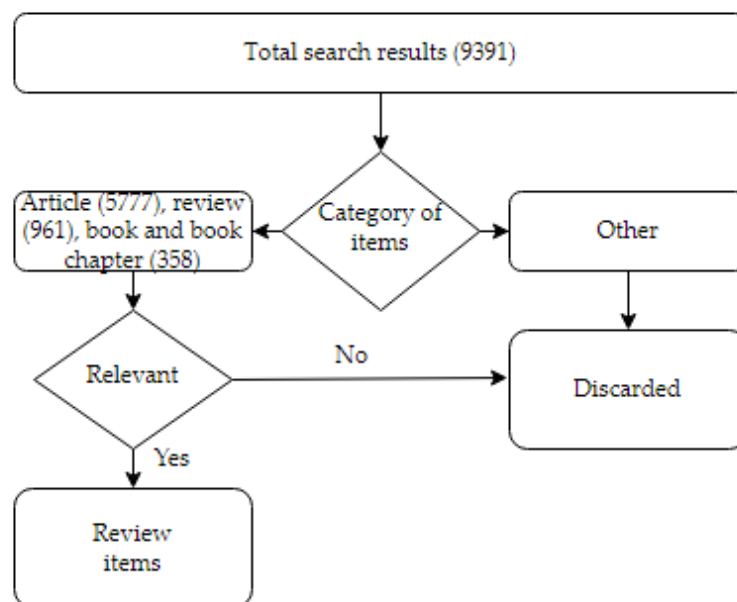 Total search results (9391)
Article (5777), review
(961), book and book
chapter (358)
Category of
items
Other
Relevant
No
Discarded
Yes
Review
items